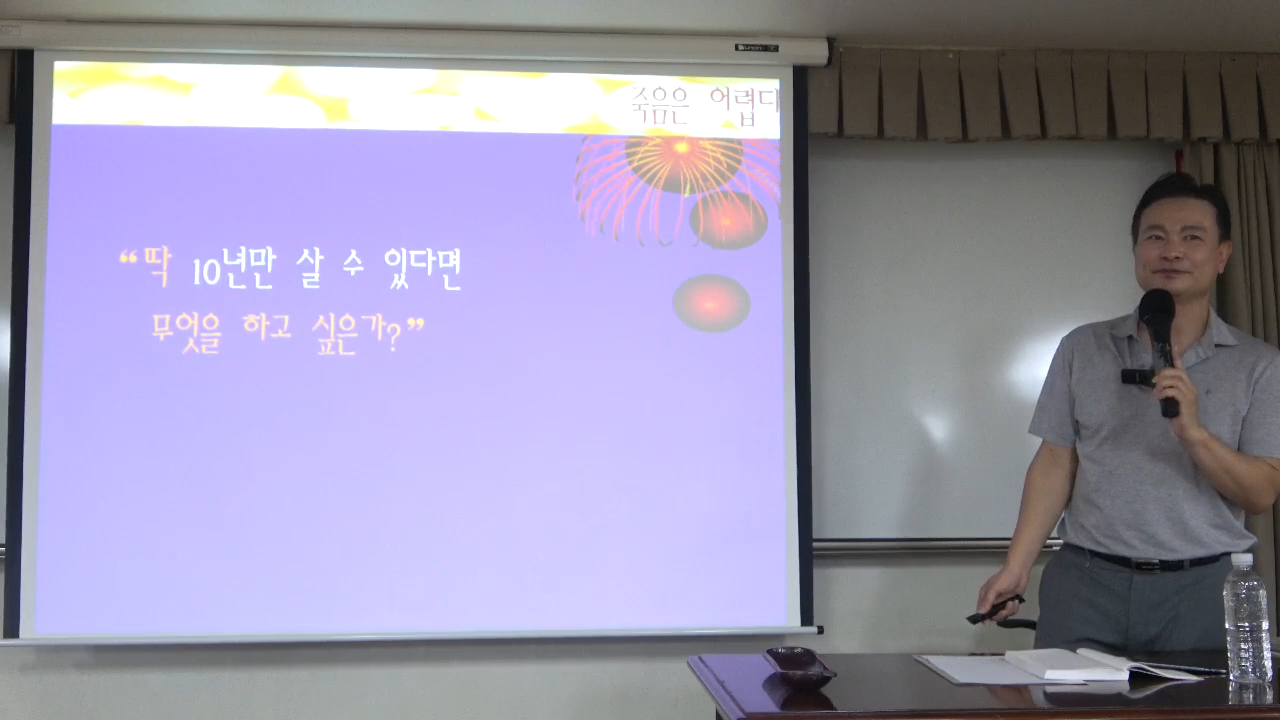 죽음은 어렵다
“딱 10년만 살 수 있다면
무엇을 하고 싶은가?”